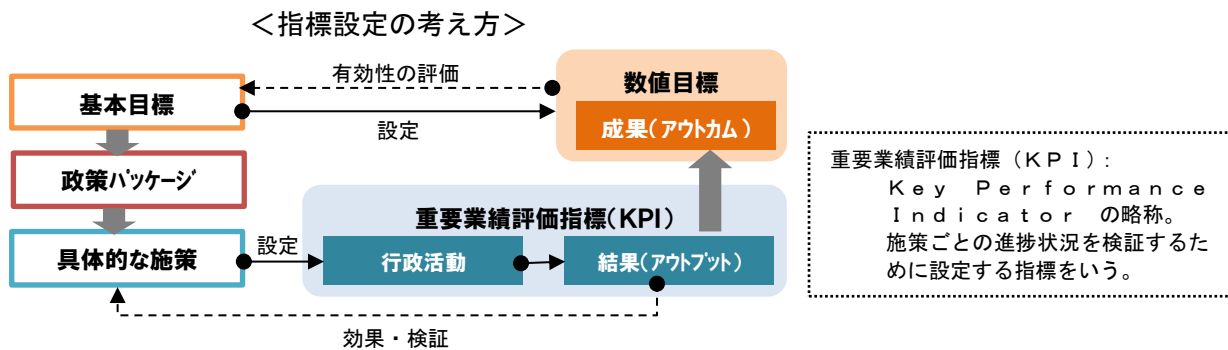 ＜指標設定の考え方＞
有効性の評価
数値目標
基本目標
設定
成果(アウトカム)
政策パッケージ
重要業績評価指標(KPI)
具体的な施策
設定
行政活動
結果(アウトプット)
効果・検証
重要業績評価指標（ＫＰＩ）:
Ｋｅｙ　Ｐｅｒｆｏｒｍａｎｃｅ
Ｉｎｄｉｃａｔｏｒ　の略称。
施策ごとの進捗状況を検証するた
めに設定する指標をいう。